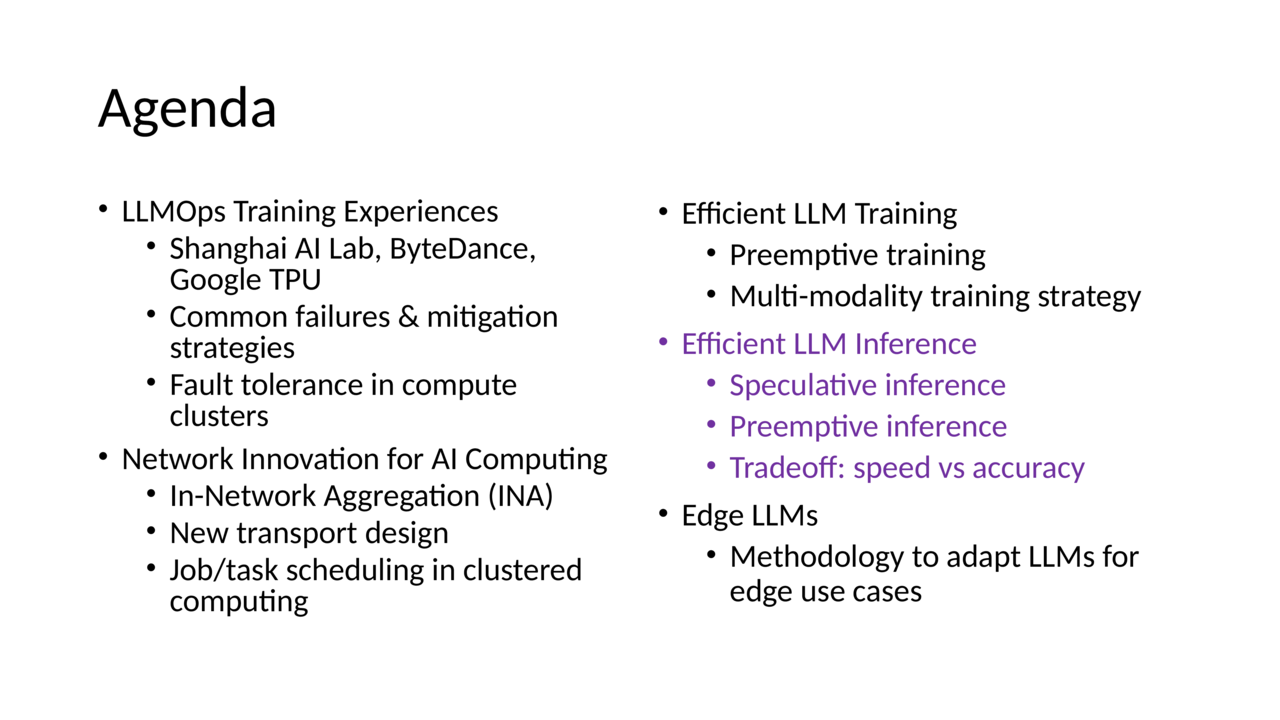 Agenda
• LLMOps Training Experiences
• Shanghai AI Lab, ByteDance,
Google TPU
• Common failures & mitigation
strategies
• Fault tolerance in compute
clusters
• Network Innovation for AI Computing
• In-Network Aggregation (INA)
• New transport design
• Job/task scheduling in clustered
computing
• Efficient LLM Training
• Preemptive training
• Multi-modality training strategy
• Efficient LLM Inference
• Speculative inference
• Preemptive inference
• Tradeoff: speed vs accuracy
• Edge LLMs
• Methodology to adapt LLMs for
edge use cases